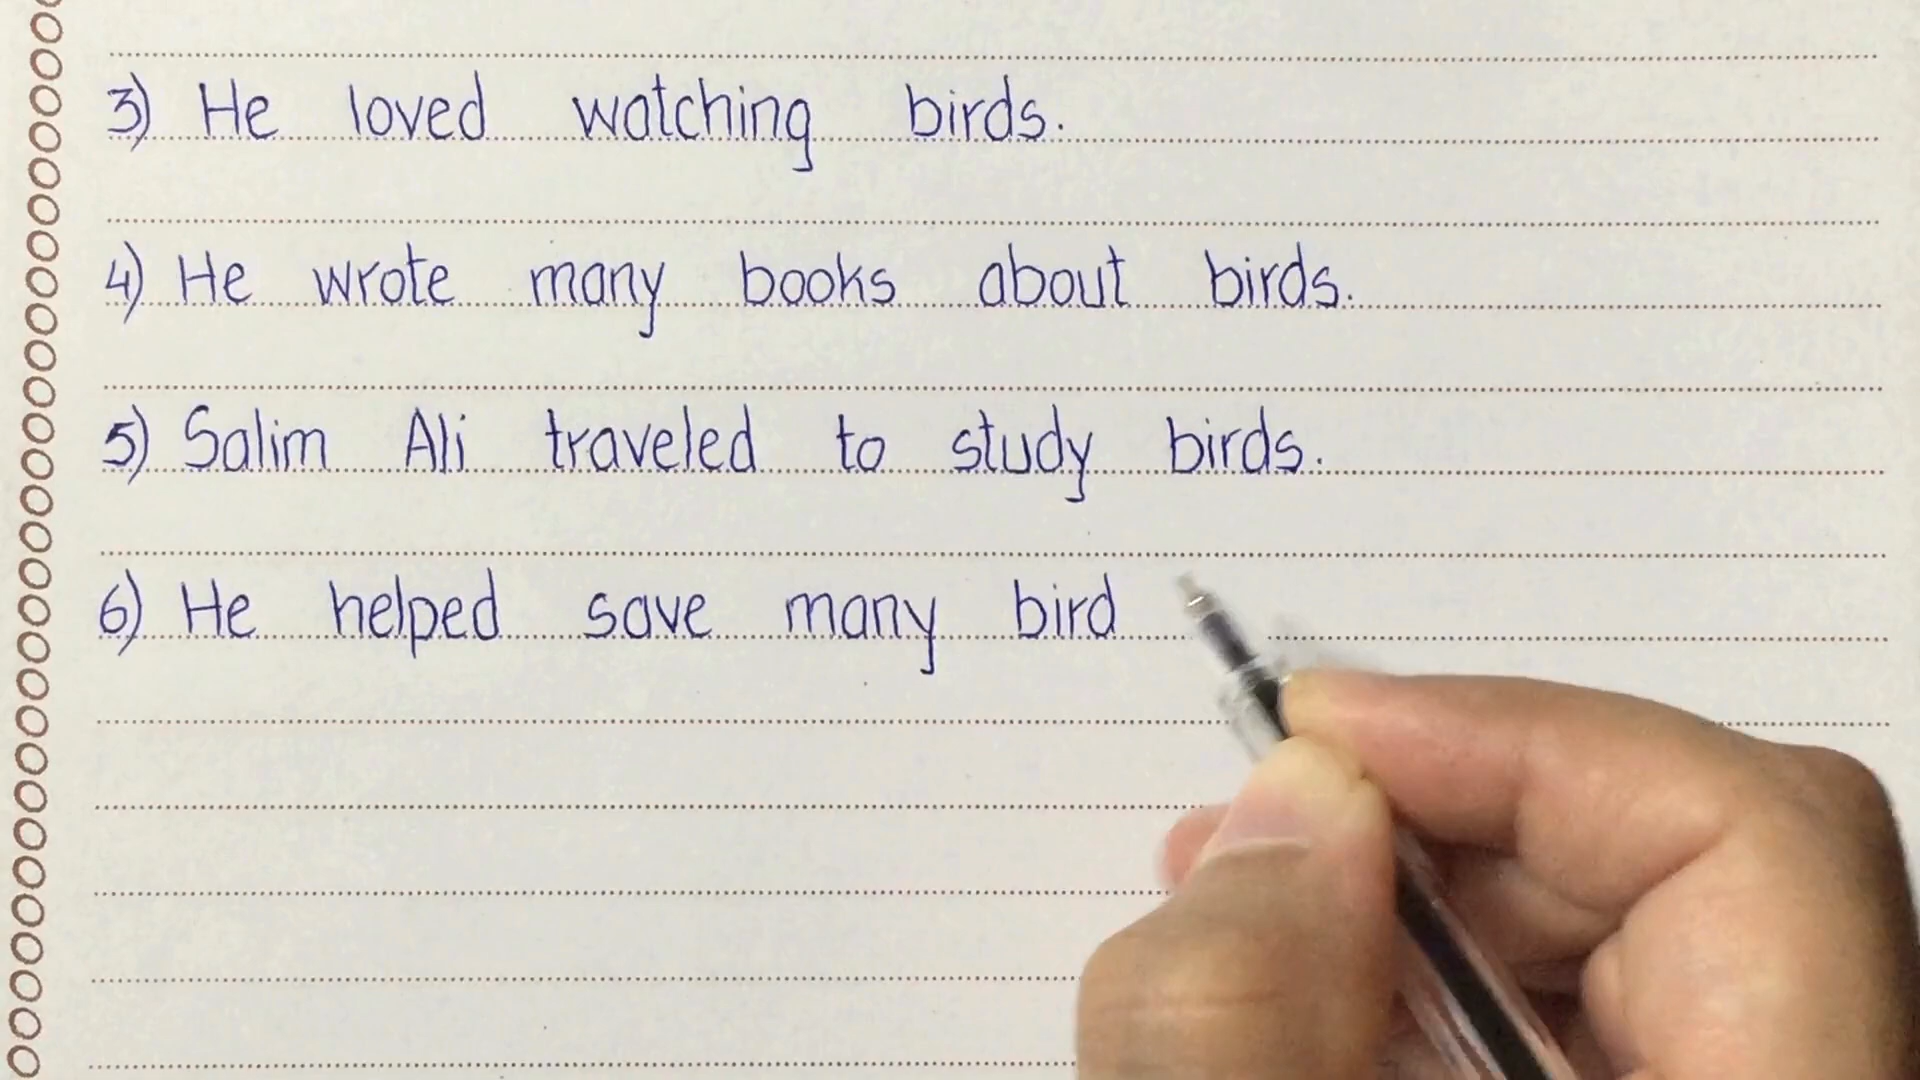 3) He loved watching birds.
4) He wrote many books about birds.
5) Salim Ali traveled to study birds.
6) He helped save many bird